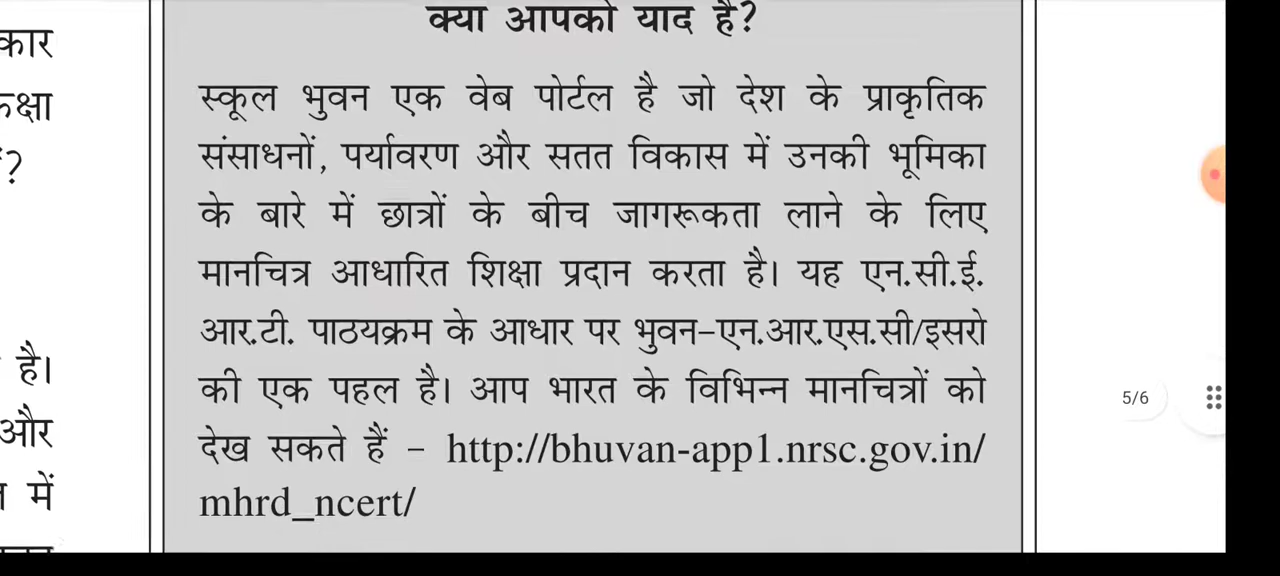 क्या आपको याद है?
कार
स्कूल भुवन एक वेब पोर्टल है जो देश के प्राकृतिक
कक्षा
संसाधनों, पर्यावरण और सतत विकास में उनकी भूमिका
?
के बारे में छात्रों के बीच जागरूकता लाने के लिए
मानचित्र आधारित शिक्षा प्रदान करता है। यह एन.सी.ई.
आर.टी. पाठयक्रम के आधार पर भुवन–एन.आर.एस.सी/इसरो
है।
की एक पहल है। आप भारत के विभिन्न मानचित्रों को
5/6
और
देख सकते हैं – http://bhuvan-app1.nrsc.gov.in/
में
mhrd_ncert/